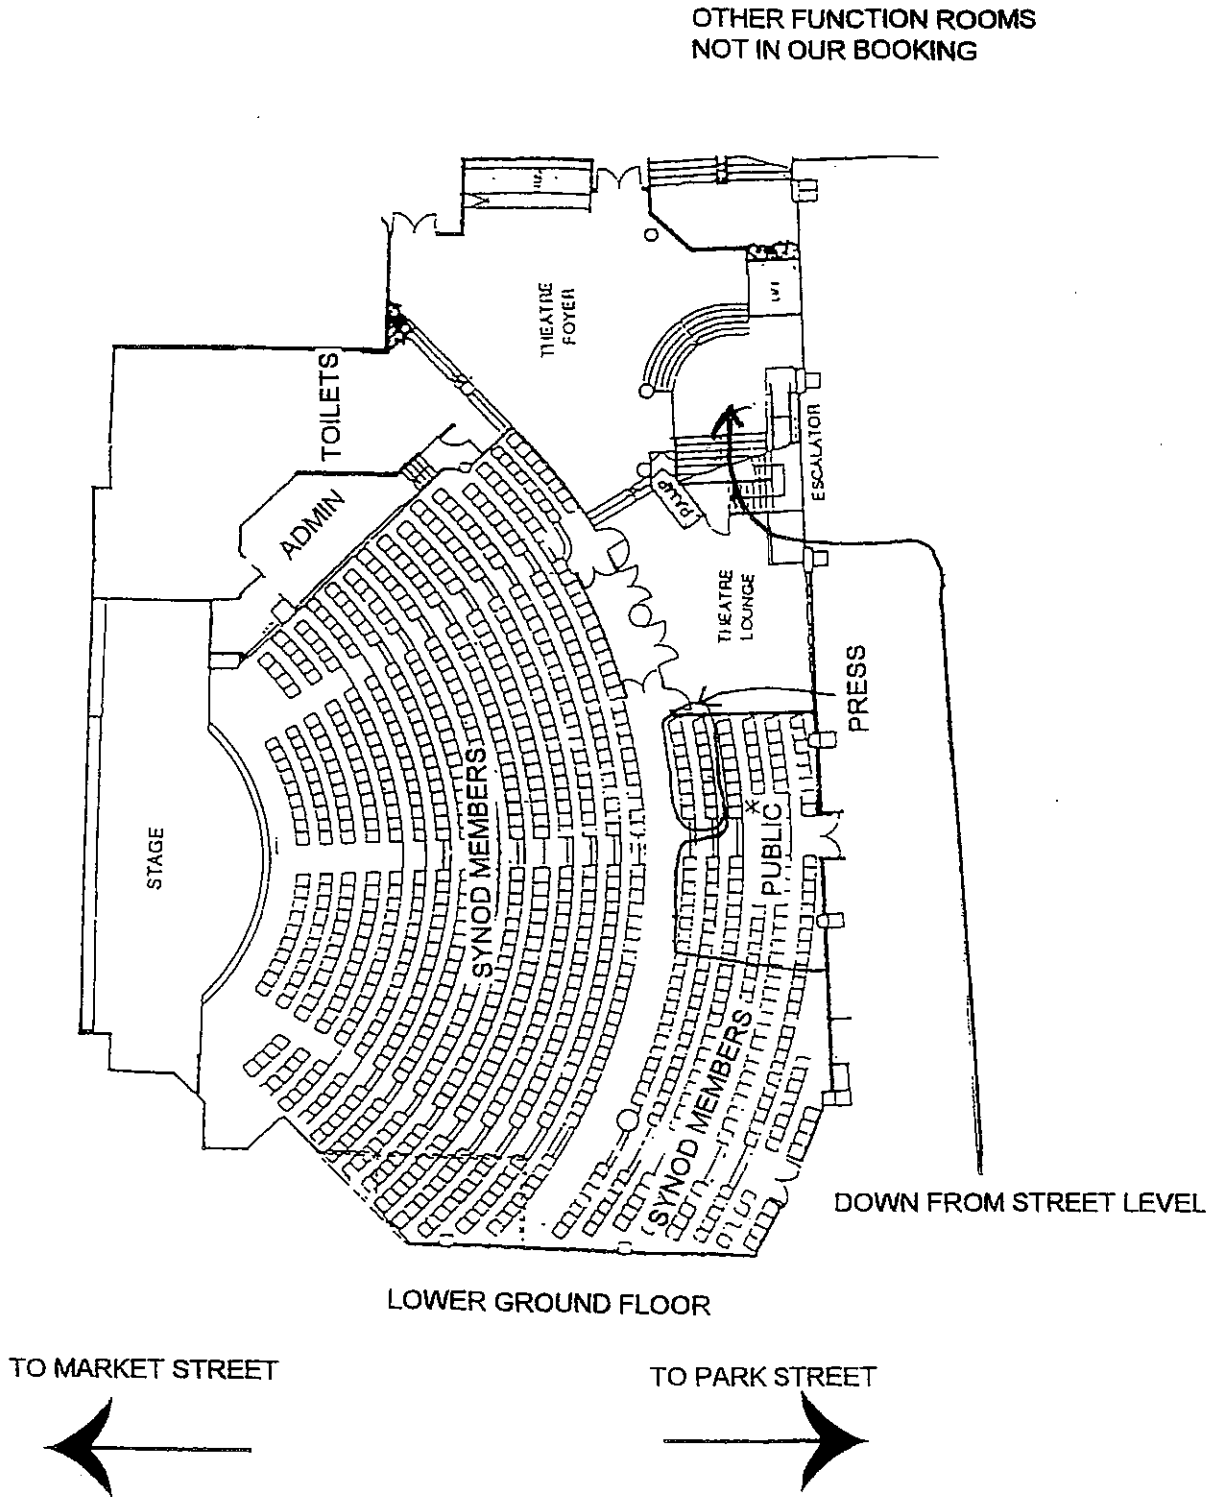 OTHER FUNCTION ROOMS
NOT IN OUR BOOKING
THEATRE
FOYER
TOILETS
ADMIN
ESCALATOR
THEATRE
LOUNGE
PRESS
STAGE
SYNOD MEMBERS
*
PUBLIC
SYNOD MEMBERS
DOWN FROM STREET LEVEL
LOWER GROUND FLOOR
TO MARKET STREET
TO PARK STREET